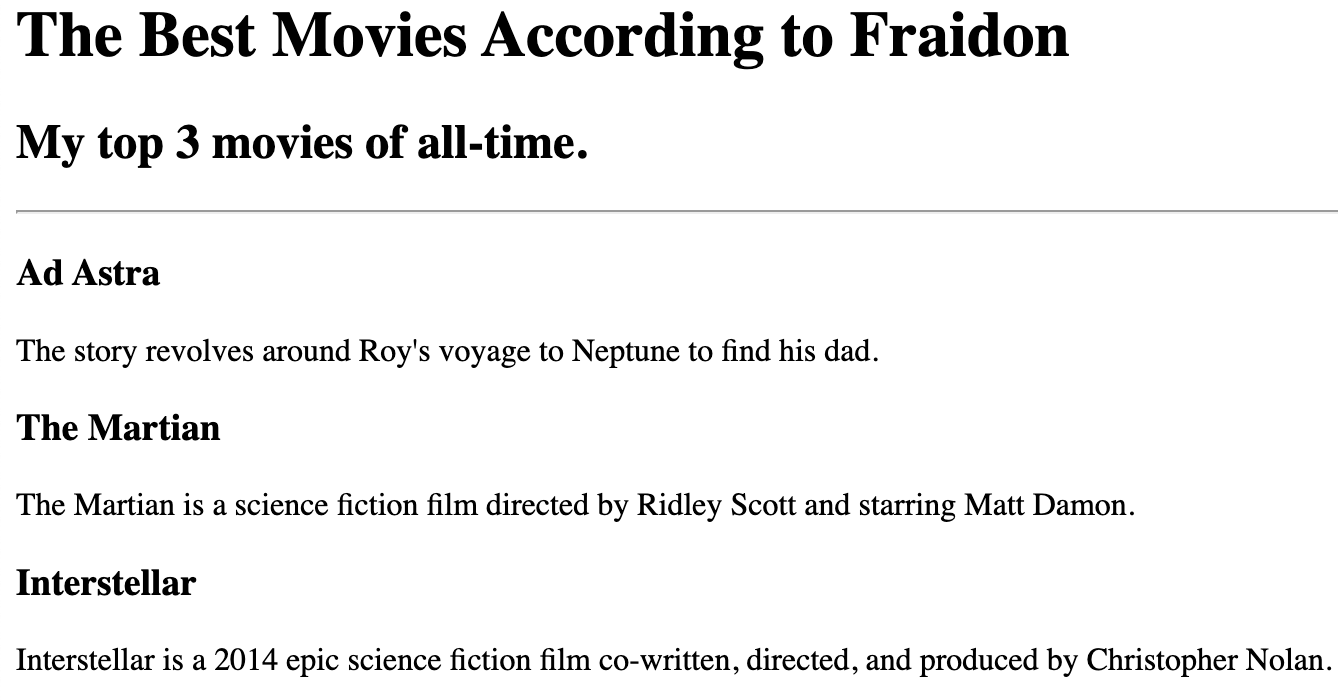 The Best Movies According to Fraidon
My top 3 movies of all-time.
Ad Astra
The story revolves around Roy's voyage to Neptune to find his dad.
The Martian
The Martian is a science fiction film directed by Ridley Scott and starring Matt Damon.
Interstellar
Interstellar is a 2014 epic science fiction film co-written, directed, and produced by Christopher Nolan.